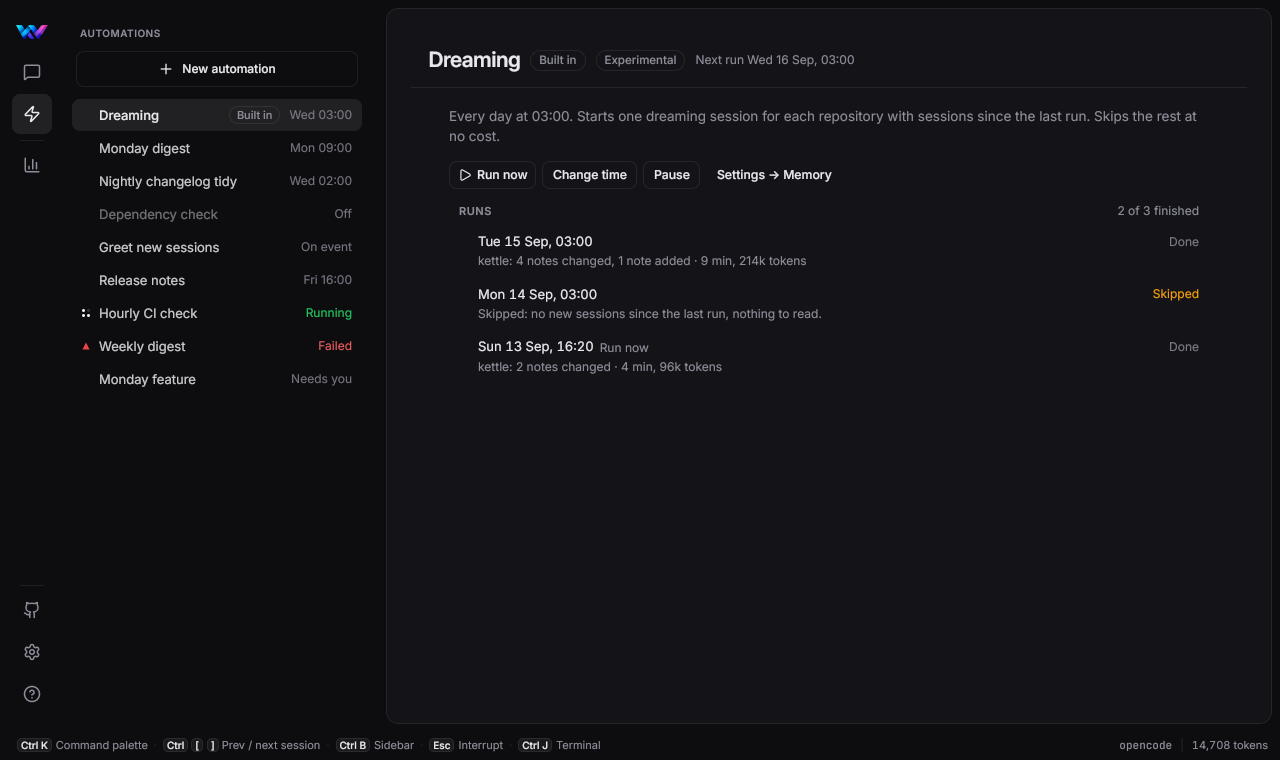 AUTOMATIONS
New automation
Dreaming Built in Wed 03:00
Monday digest Mon 09:00
Nightly changelog tidy Wed 02:00
Dependency check Off
Greet new sessions On event
Release notes Fri 16:00
Hourly CI check Running
Weekly digest Failed
Monday feature Needs you
Dreaming Built in Experimental Next run Wed 16 Sep, 03:00
Every day at 03:00. Starts one dreaming session for each repository with sessions since the last run. Skips the rest at
no cost.
Run now Change time Pause Settings → Memory
RUNS 2 of 3 finished
Tue 15 Sep, 03:00 Done
kettle: 4 notes changed, 1 note added · 9 min, 214k tokens
Mon 14 Sep, 03:00 Skipped
Skipped: no new sessions since the last run, nothing to read.
Sun 13 Sep, 16:20 Run now Done
kettle: 2 notes changed · 4 min, 96k tokens
Ctrl K Command palette · Ctrl [ ] Prev / next session · Ctrl B Sidebar · Esc Interrupt · Ctrl J Terminal opencode 14,708 tokens